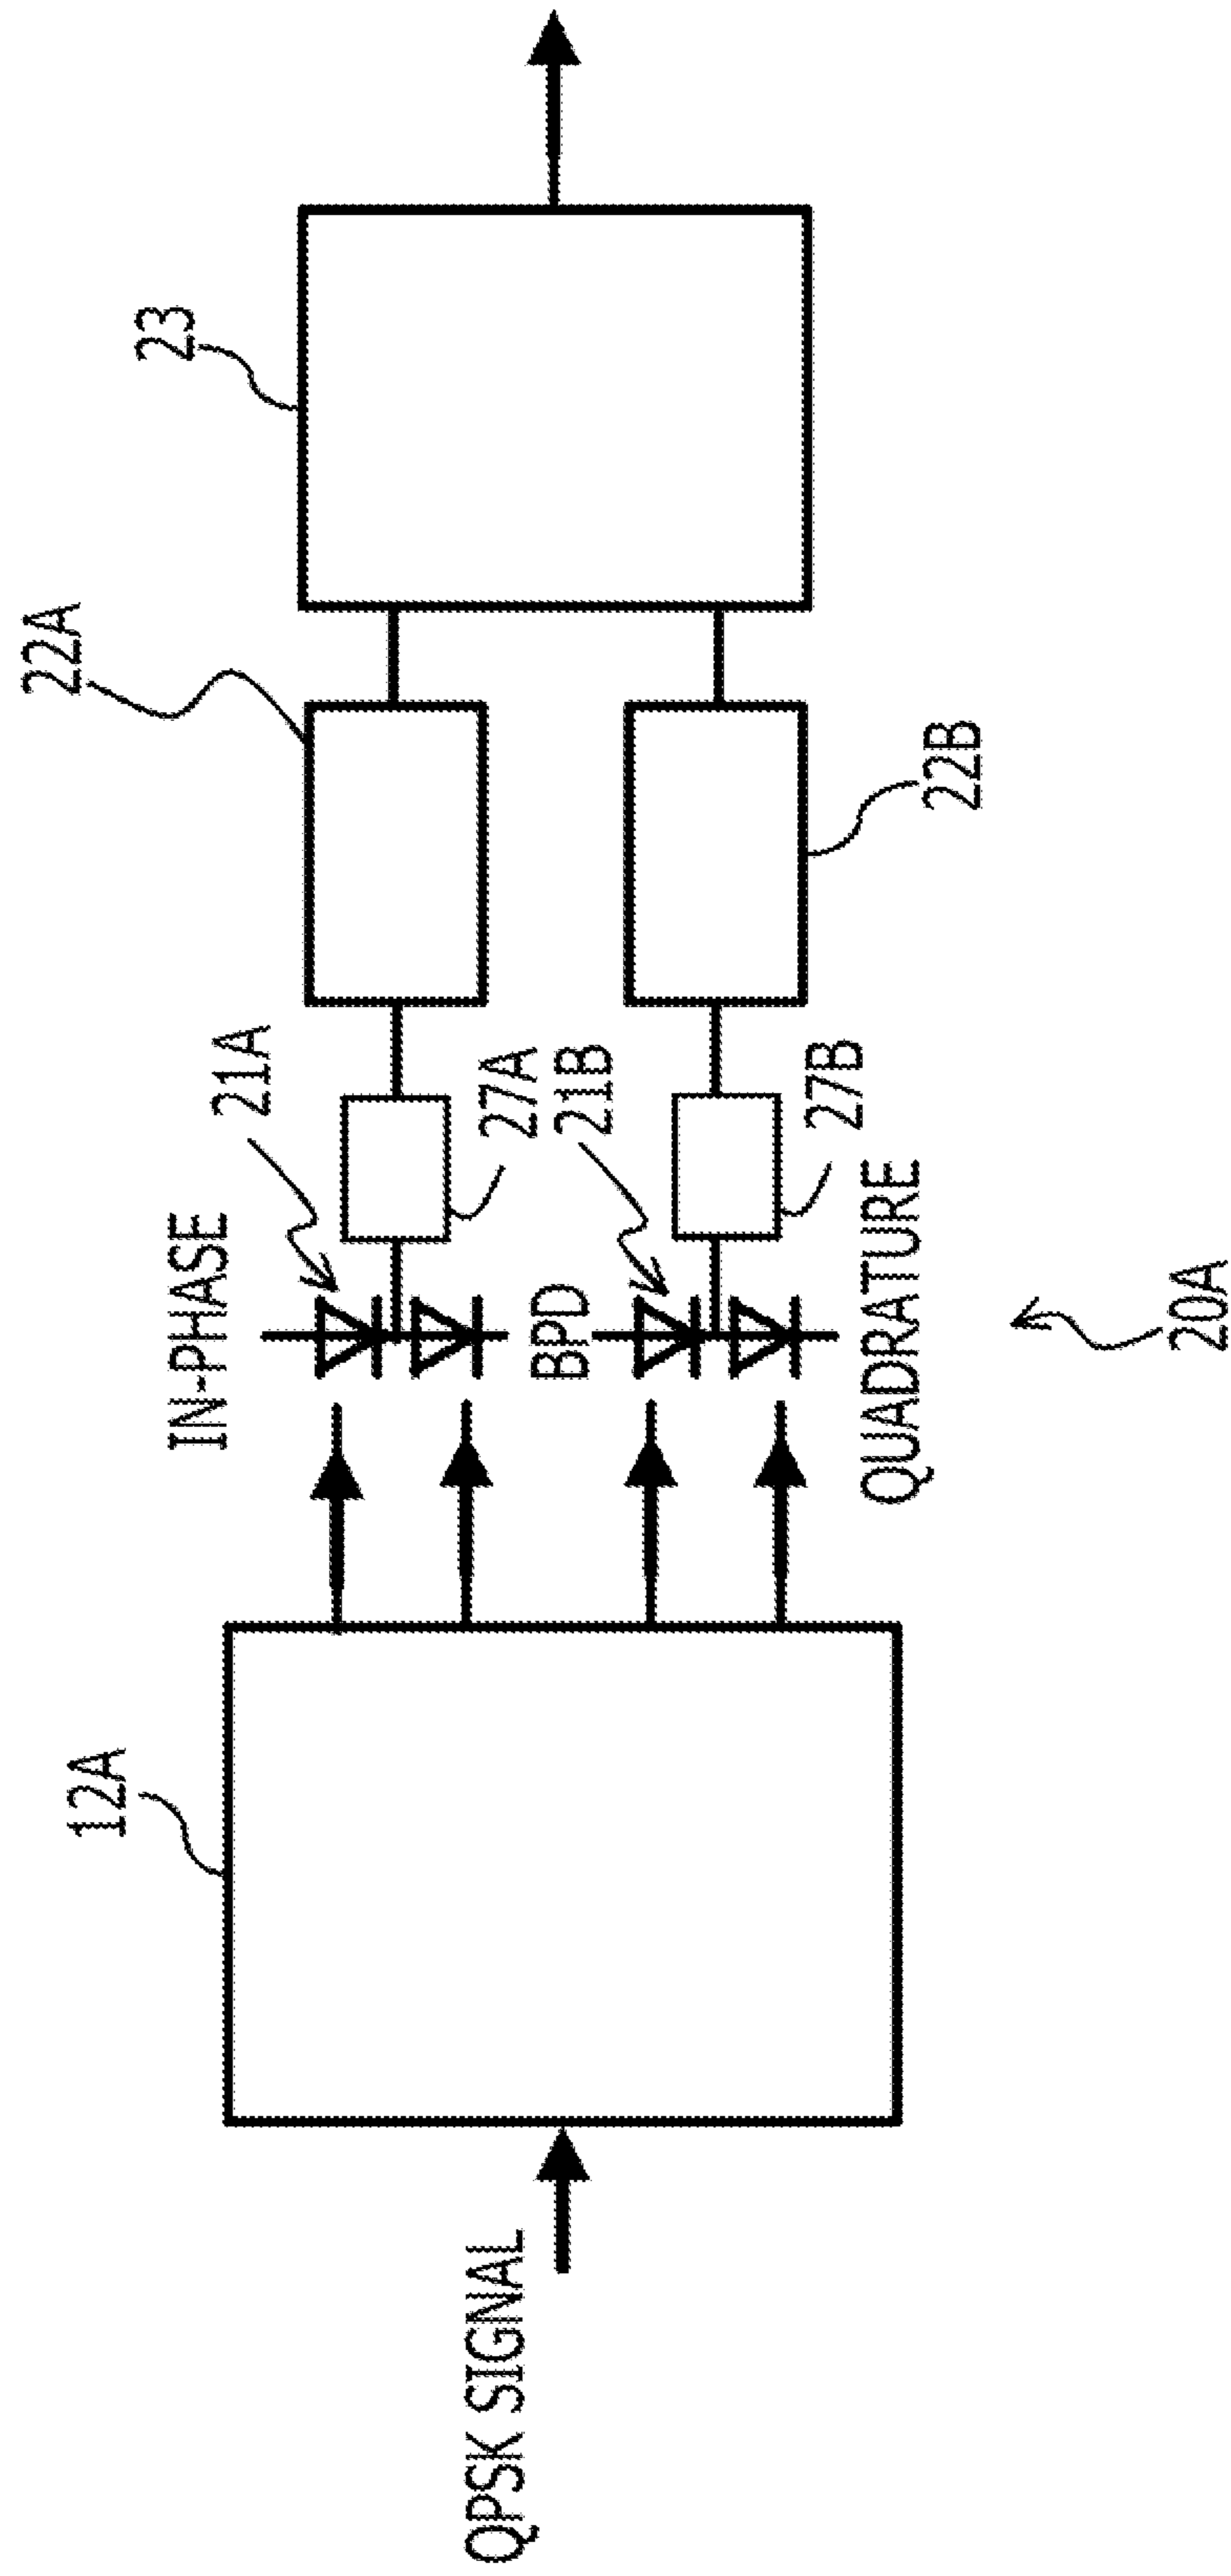 QPSK SIGNAL
12A
IN-PHASE
21A
27A
BPD
21B
27B
QUADRATURE
22A
22B
23
20A